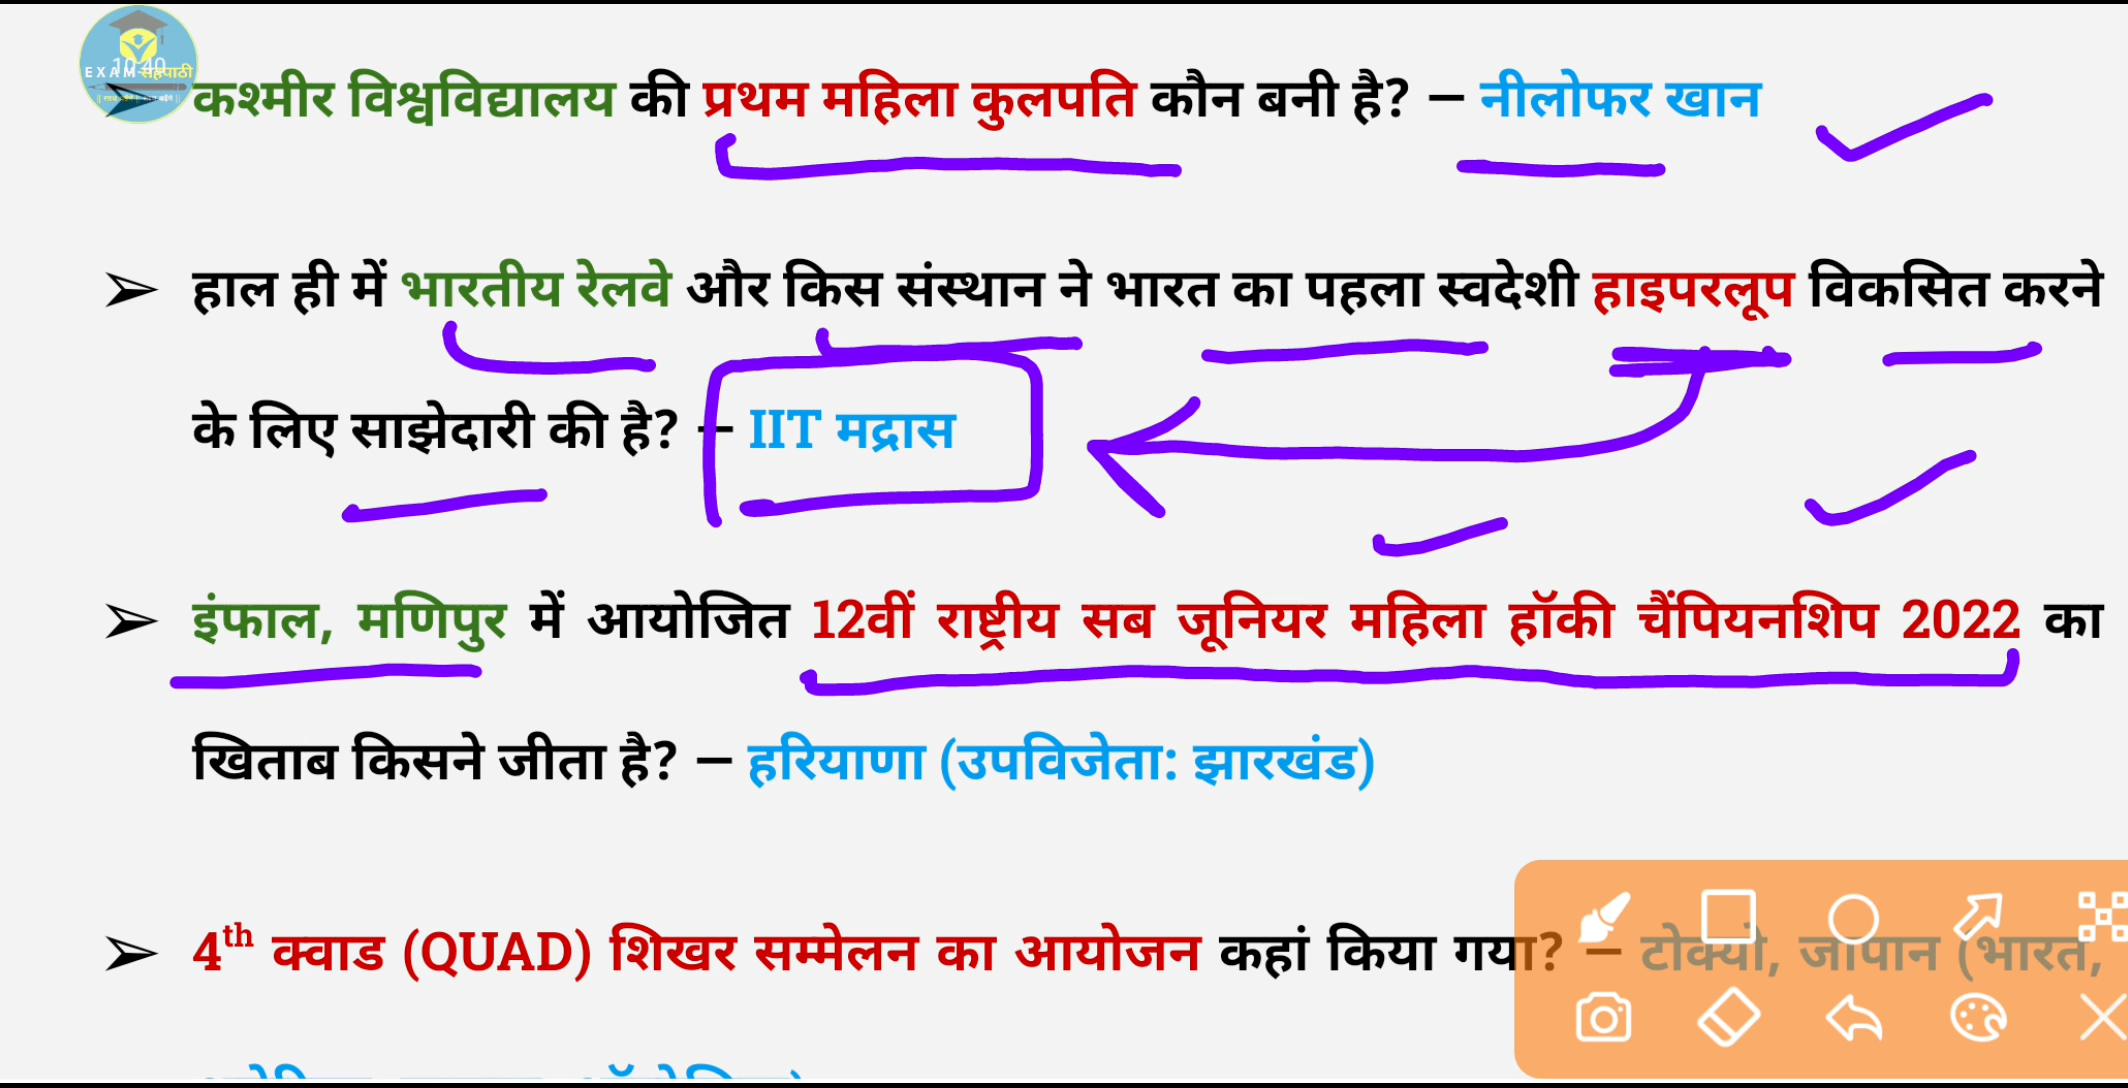 EXAM सहपाठी
10:40
कश्मीर विश्वविद्यालय की प्रथम महिला कुलपति कौन बनी है? – नीलोफर खान
हाल ही में भारतीय रेलवे और किस संस्थान ने भारत का पहला स्वदेशी हाइपरलूप विकसित करने
के लिए साझेदारी की है? – IIT मद्रास
इंफाल, मणिपुर में आयोजित 12वीं राष्ट्रीय सब जूनियर महिला हॉकी चैंपियनशिप 2022 का
खिताब किसने जीता है? – हरियाणा (उपविजेता: झारखंड)
4th क्वाड (QUAD) शिखर सम्मेलन का आयोजन कहां किया गया? – टोक्यो, जापान (भारत,